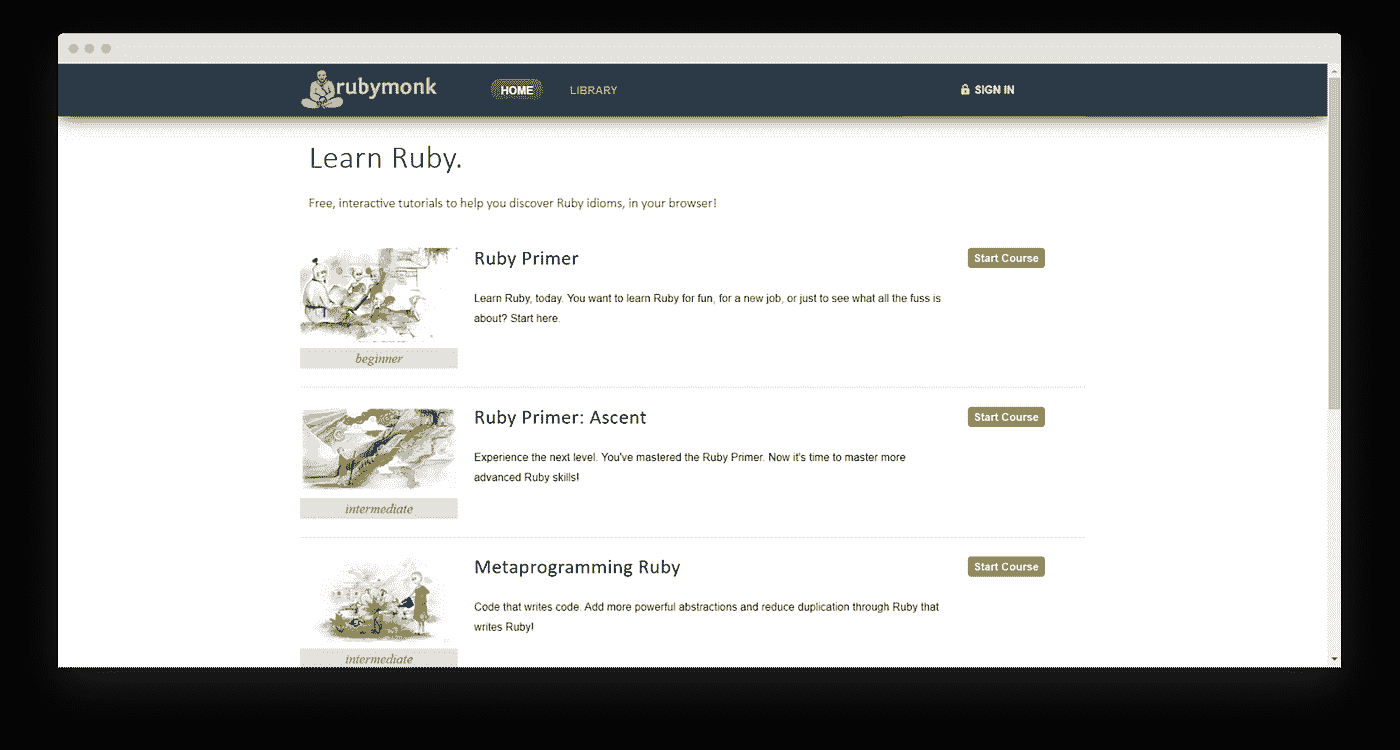 rubymonk HOME LIBRARY SIGN IN
Learn Ruby.
Free, interactive tutorials to help you discover Ruby idioms, in your browser!
Ruby Primer
Start Course
Learn Ruby, today. You want to learn Ruby for fun, for a new job, or just to see what all the fuss is
about? Start here.
beginner
Ruby Primer: Ascent
Start Course
Experience the next level. You've mastered the Ruby Primer. Now it's time to master more
advanced Ruby skills!
intermediate
Metaprogramming Ruby
Start Course
Code that writes code. Add more powerful abstractions and reduce duplication through Ruby that
writes Ruby!
intermediate